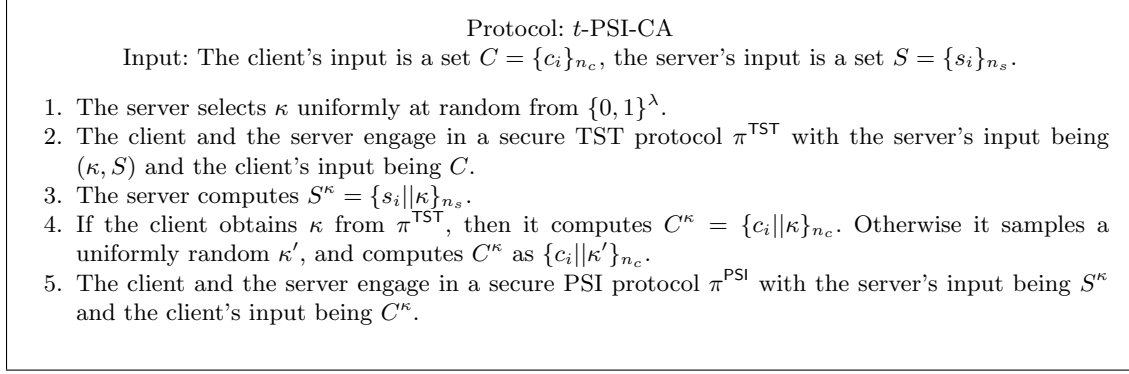 Protocol: t-PSI-CA
Input: The client's input is a set C = {c_i}_{n_c}, the server's input is a set S = {s_i}_{n_s}.
1. The server selects κ uniformly at random from {0, 1}^λ.
2. The client and the server engage in a secure TST protocol π^TST with the server's input being
(κ, S) and the client's input being C.
3. The server computes S^κ = {s_i||κ}_{n_s}.
4. If the client obtains κ from π^TST, then it computes C^κ = {c_i||κ}_{n_c}. Otherwise it samples a
uniformly random κ′, and computes C^κ as {c_i||κ′}_{n_c}.
5. The client and the server engage in a secure PSI protocol π^PSI with the server's input being S^κ
and the client's input being C^κ.